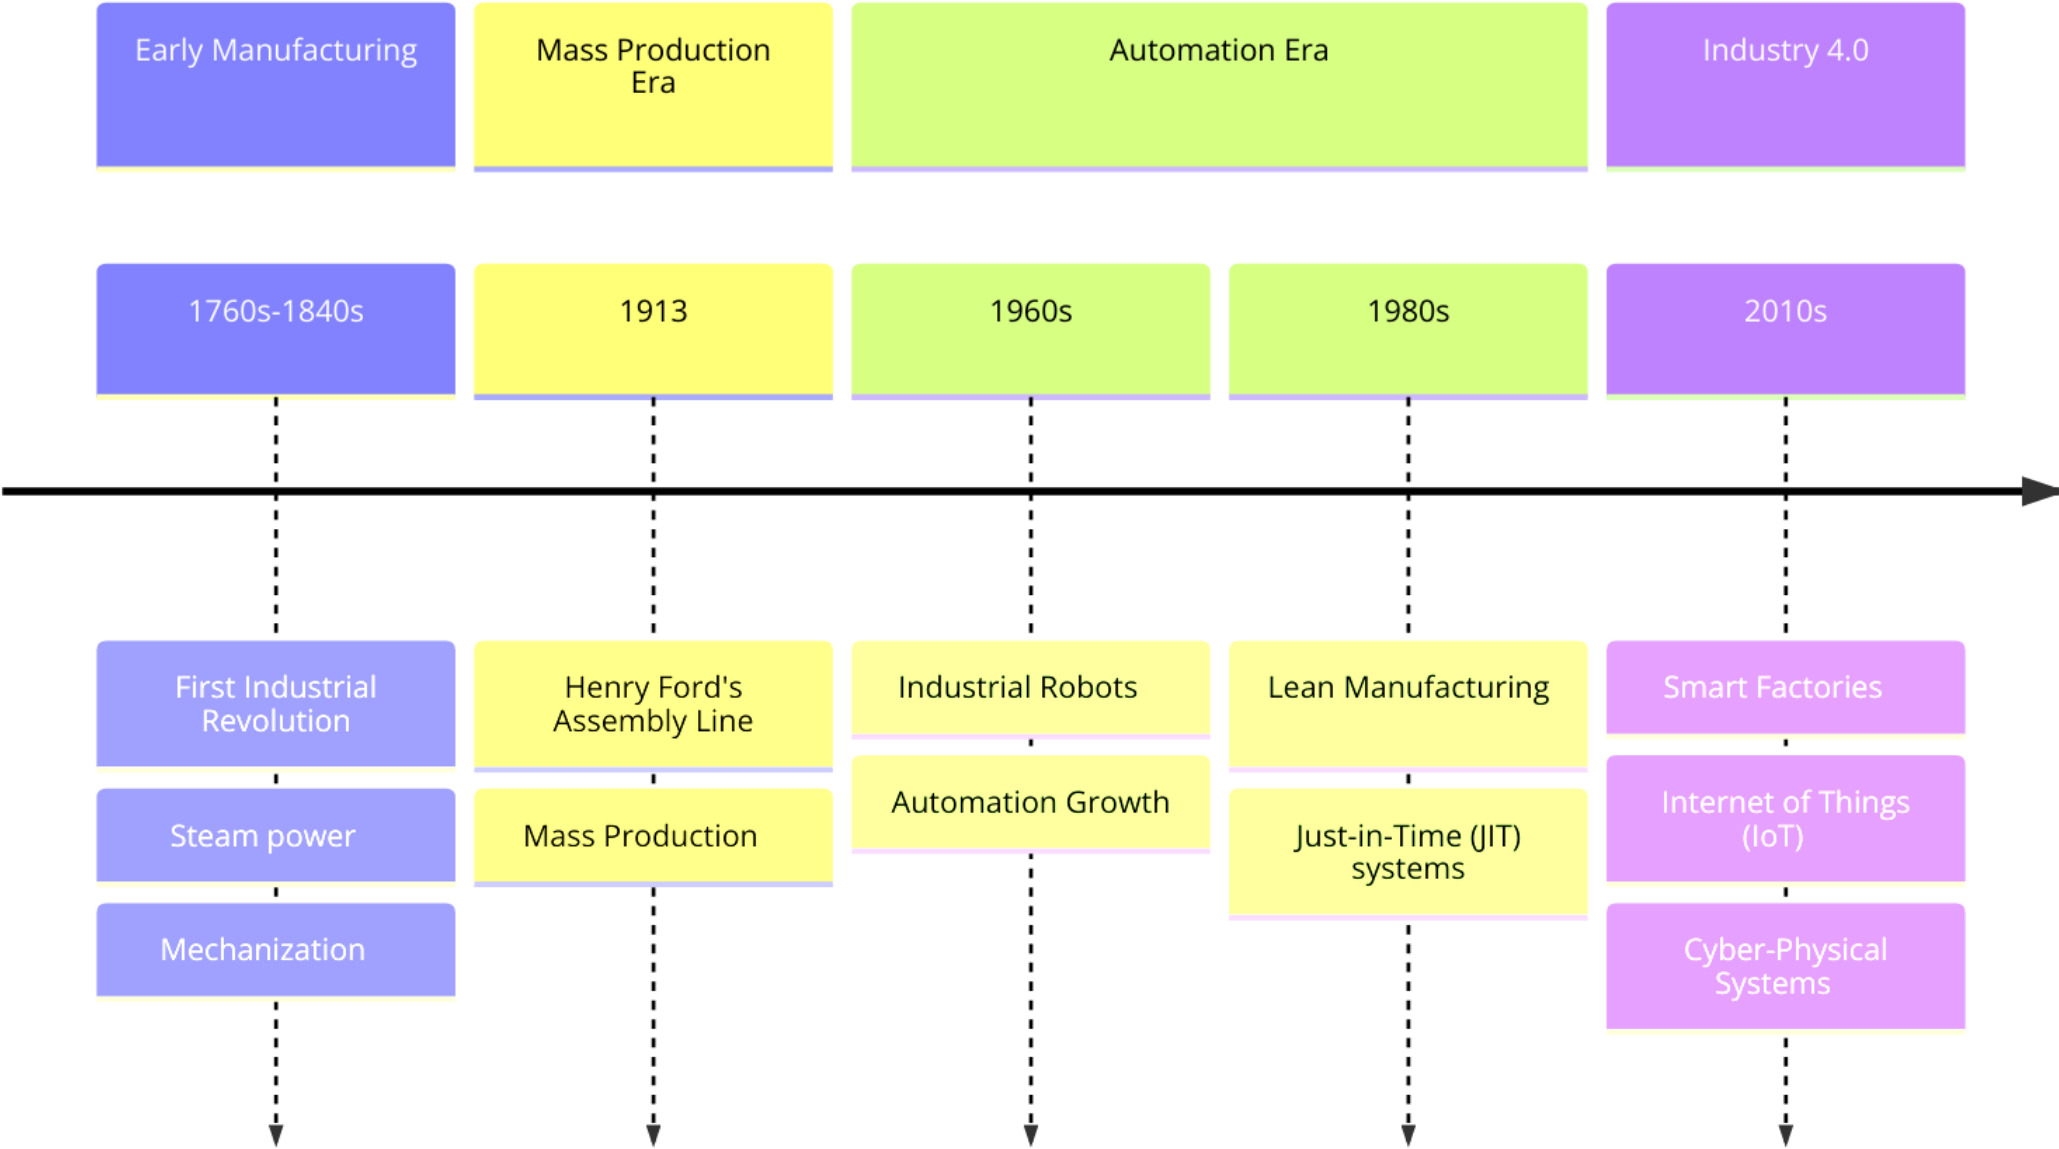 Early Manufacturing
Mass Production
Era
Automation Era
Industry 4.0
1760s-1840s
1913
1960s
1980s
2010s
First Industrial
Revolution
Steam power
Mechanization
Henry Ford's
Assembly Line
Mass Production
Industrial Robots
Automation Growth
Lean Manufacturing
Just-in-Time (JIT)
systems
Smart Factories
Internet of Things
(IoT)
Cyber-Physical
Systems